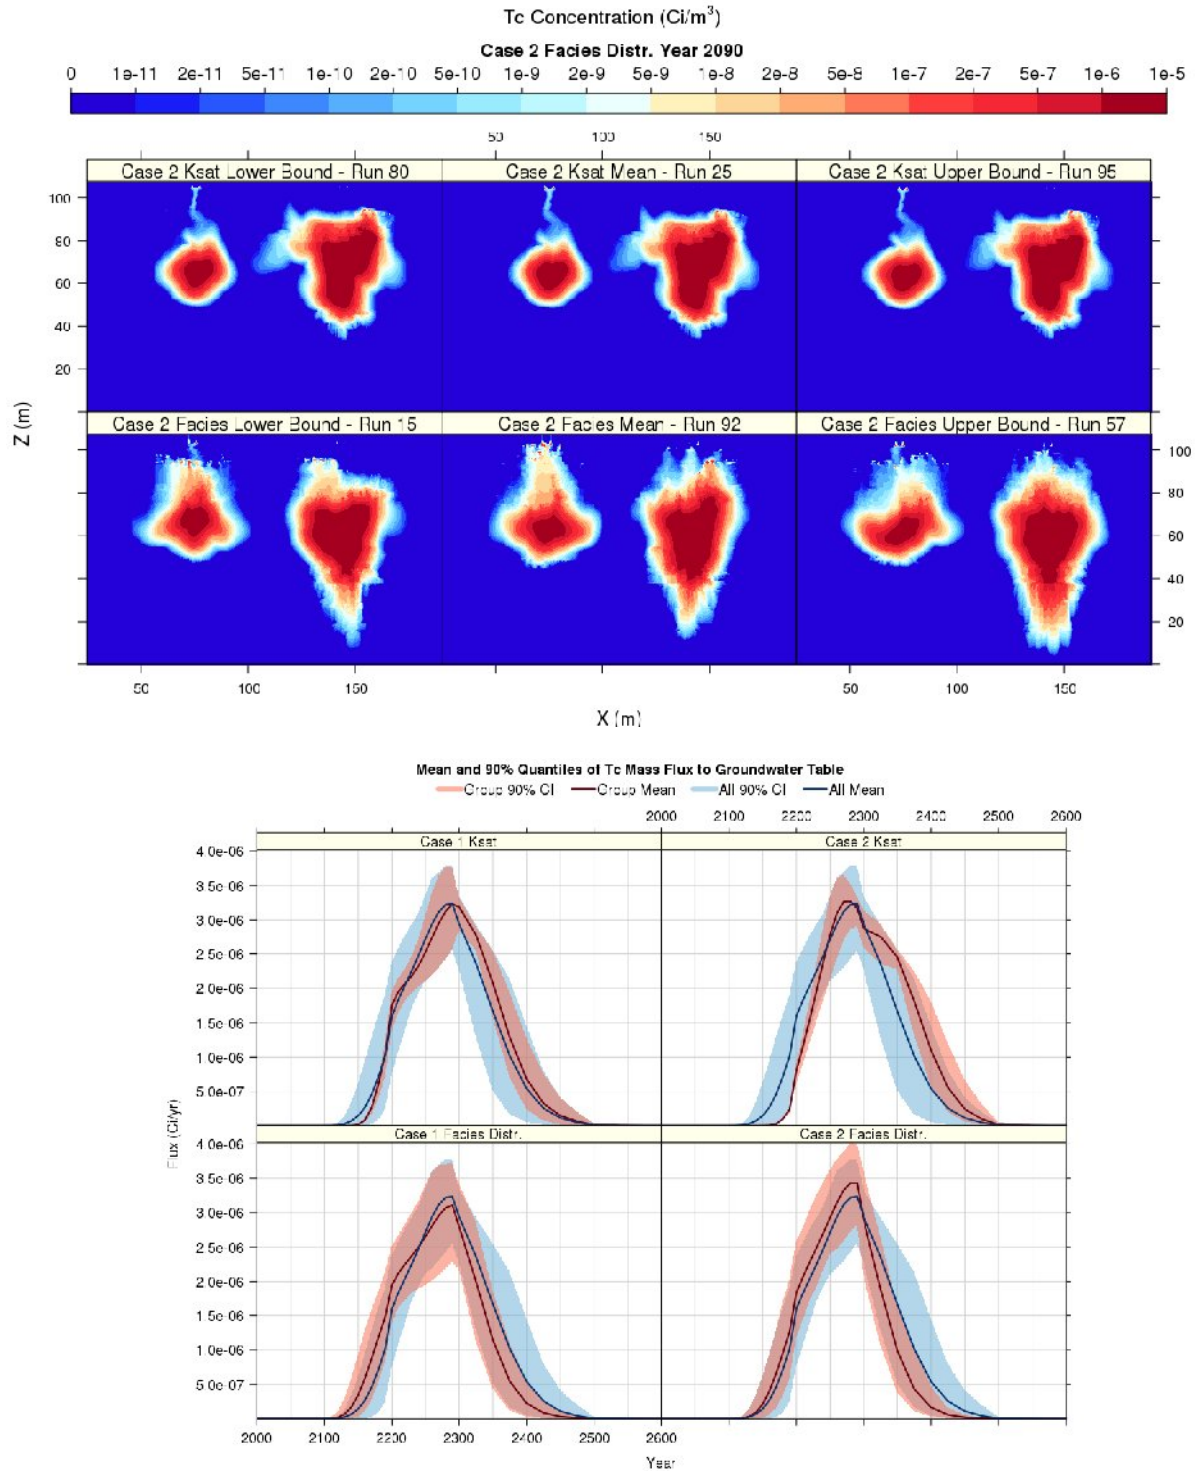 Tc Concentration (Ci/m³)
Case 2 Facies Distr. Year 2090
0 1e-11 2e-11 5e-11 1e-10 2e-10 5e-10 1e-9 2e-9 5e-9 1e-8 2e-8 5e-8 1e-7 2e-7 5e-7 1e-6 1e-5
50 100 150
Case 2 Ksat Lower Bound - Run 80 Case 2 Ksat Mean - Run 25 Case 2 Ksat Upper Bound - Run 95
100
80
60
40
20
Z (m)
Case 2 Facies Lower Bound - Run 15 Case 2 Facies Mean - Run 92 Case 2 Facies Upper Bound - Run 57
100
80
60
40
20
50 100 150 50 100 150
X (m)
Mean and 90% Quantiles of Tc Mass Flux to Groundwater Table
Group 90% CI Group Mean All 90% CI All Mean
2000 2100 2200 2300 2400 2500 2600
Case 1 Ksat Case 2 Ksat
4.0e-06
3.5e-06
3.0e-06
2.5e-06
2.0e-06
1.5e-06
1.0e-06
5.0e-07
Flux (Ci/yr)
Case 1 Facies Distr. Case 2 Facies Distr.
4.0e-06
3.5e-06
3.0e-06
2.5e-06
2.0e-06
1.5e-06
1.0e-06
5.0e-07
2000 2100 2200 2300 2400 2500 2600
Year